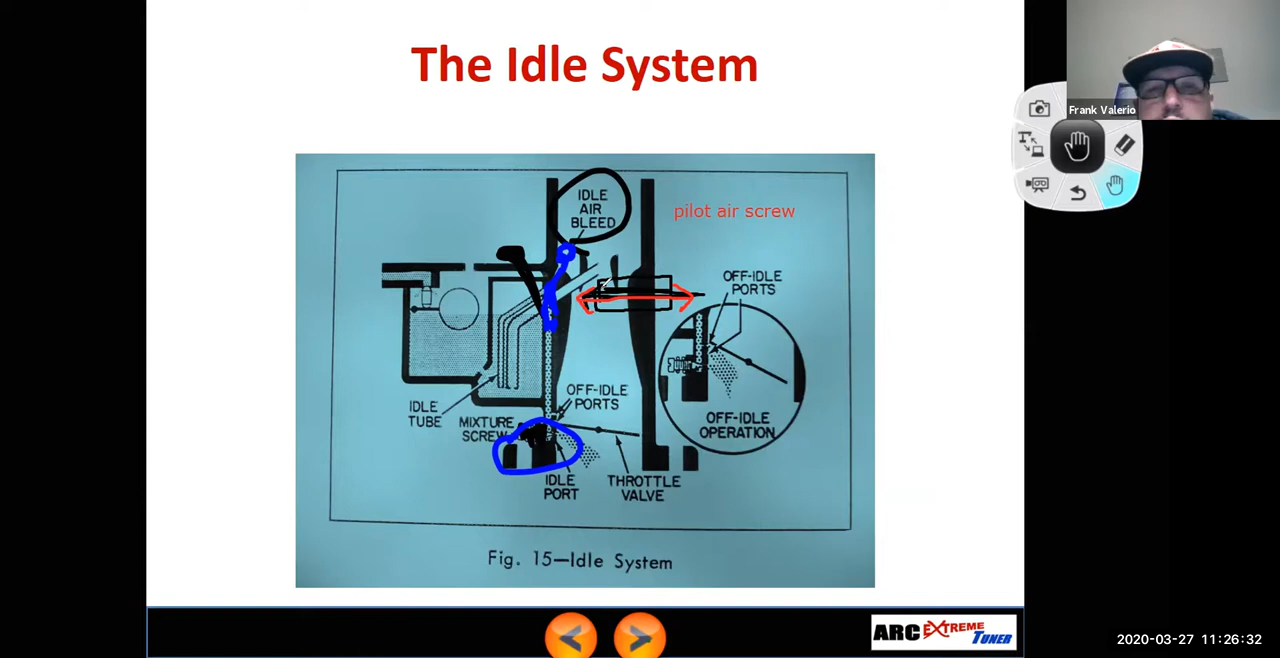 The Idle System
Frank Valerio
IDLE
AIR
BLEED
pilot air screw
OFF-IDLE
PORTS
OFF-IDLE
PORTS
IDLE
TUBE
MIXTURE
SCREW
OFF-IDLE
OPERATION
IDLE
PORT
THROTTLE
VALVE
Fig. 15—Idle System
ARC EXTREME
TUNER
2020-03-27 11:26:32